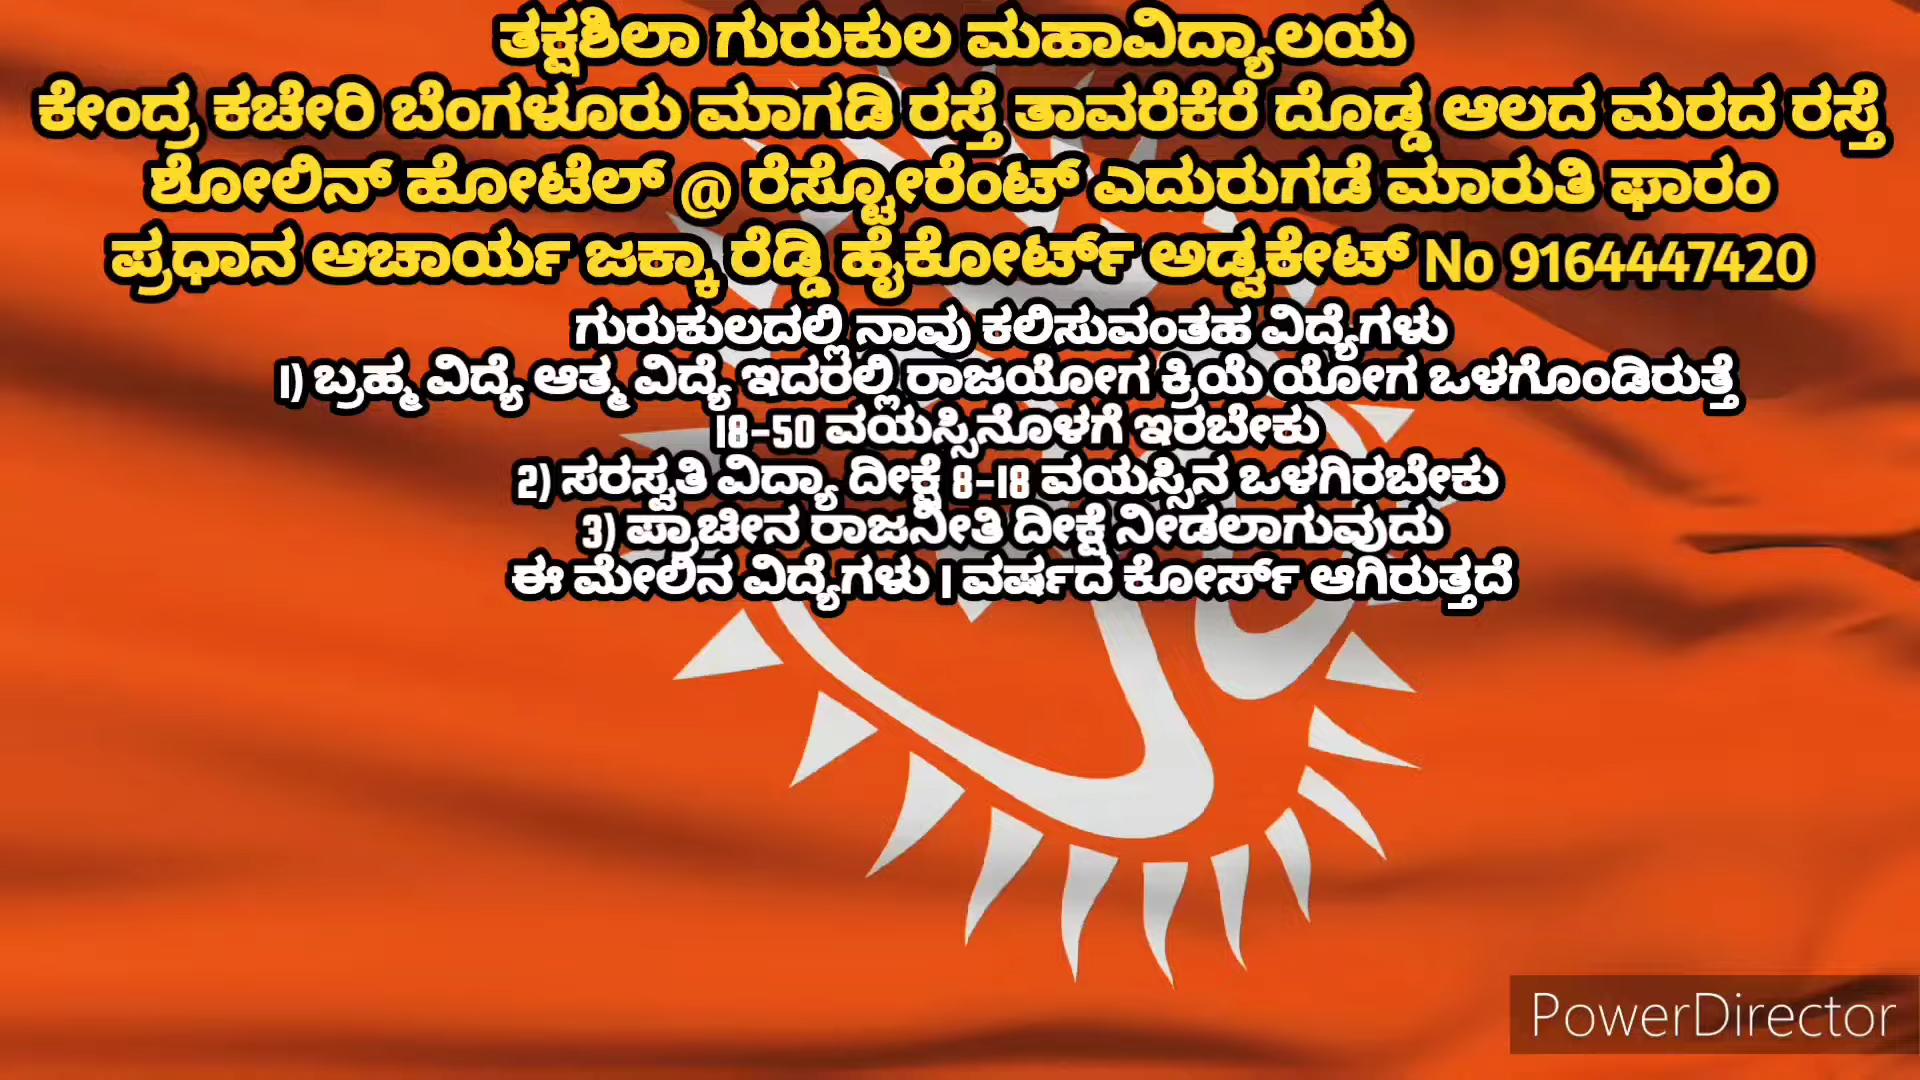 ತಕ್ಷಶಿಲಾ ಗುರುಕುಲ ಮಹಾವಿದ್ಯಾಲಯ
ಕೇಂದ್ರ ಕಚೇರಿ ಬೆಂಗಳೂರು ಮಾಗಡಿ ರಸ್ತೆ ತಾವರೆಕೆರೆ ದೊಡ್ಡ ಆಲದ ಮರದ ರಸ್ತೆ
ಶೋಲಿನ್ ಹೋಟೆಲ್ @ ರೆಸ್ಟೋರೆಂಟ್ ಎದುರುಗಡೆ ಮಾರುತಿ ಫಾರಂ
ಪ್ರಧಾನ ಆಚಾರ್ಯ ಜಕ್ಕಾ ರೆಡ್ಡಿ ಹೈಕೋರ್ಟ್ ಅಡ್ವಕೇಟ್ No 9164447420
ಗುರುಕುಲದಲ್ಲಿ ನಾವು ಕಲಿಸುವಂತಹ ವಿದ್ಯೆಗಳು
1) ಬ್ರಹ್ಮ ವಿದ್ಯೆ ಆತ್ಮ ವಿದ್ಯೆ ಇದರಲ್ಲಿ ರಾಜಯೋಗ ಕ್ರಿಯೆ ಯೋಗ ಒಳಗೊಂಡಿರುತ್ತೆ
18-50 ವಯಸ್ಸಿನೊಳಗೆ ಇರಬೇಕು
2) ಸರಸ್ವತಿ ವಿದ್ಯಾ ದೀಕ್ಷೆ 8-18 ವಯಸ್ಸಿನ ಒಳಗಿರಬೇಕು
3) ಪ್ರಾಚೀನ ರಾಜನೀತಿ ದೀಕ್ಷೆ ನೀಡಲಾಗುವುದು
ಈ ಮೇಲಿನ ವಿದ್ಯೆಗಳು 1 ವರ್ಷದ ಕೋರ್ಸ್ ಆಗಿರುತ್ತದೆ
PowerDirector